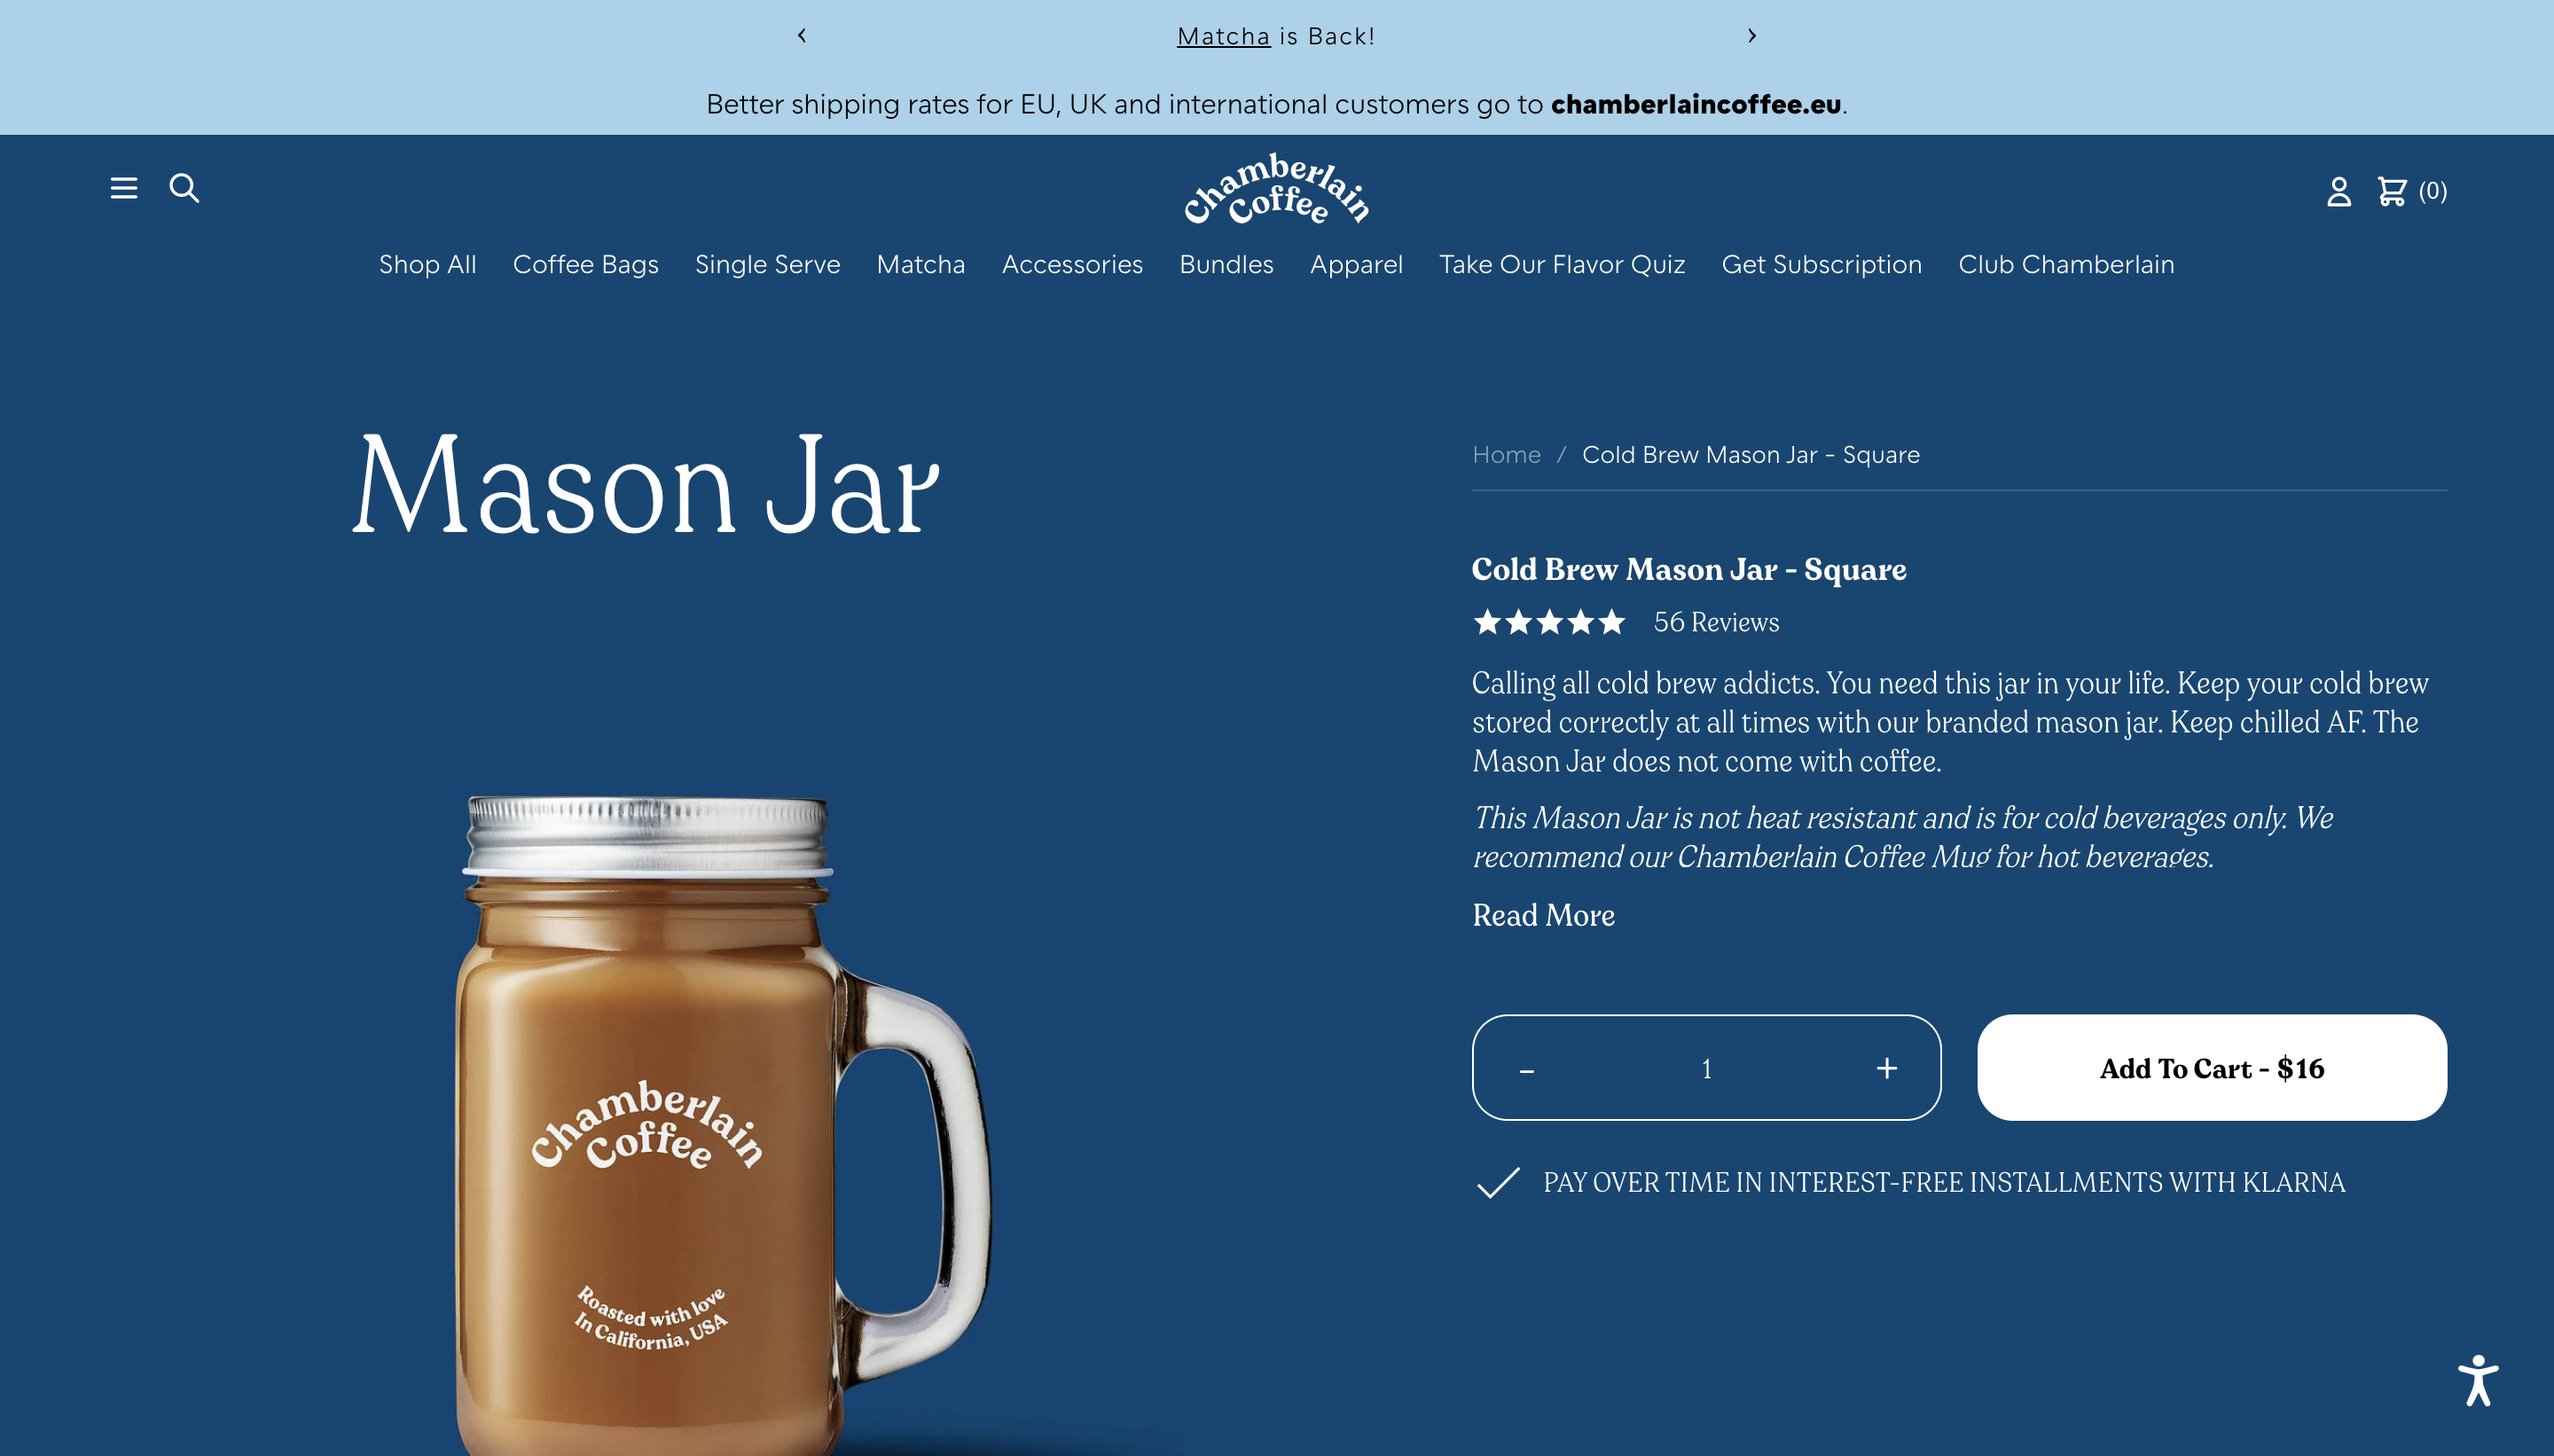 Matcha is Back!
Better shipping rates for EU, UK and international customers go to chamberlaincoffee.eu.
Chamberlain
Coffee
(0)
Shop All Coffee Bags Single Serve Matcha Accessories Bundles Apparel Take Our Flavor Quiz Get Subscription Club Chamberlain
Mason Jar
Chamberlain
Coffee
Roasted with love
In California, USA
Home / Cold Brew Mason Jar - Square
Cold Brew Mason Jar - Square
56 Reviews
Calling all cold brew addicts. You need this jar in your life. Keep your cold brew
stored correctly at all times with our branded mason jar. Keep chilled AF. The
Mason Jar does not come with coffee.
This Mason Jar is not heat resistant and is for cold beverages only. We
recommend our Chamberlain Coffee Mug for hot beverages.
Read More
- 1 +
Add To Cart - $16
PAY OVER TIME IN INTEREST-FREE INSTALLMENTS WITH KLARNA